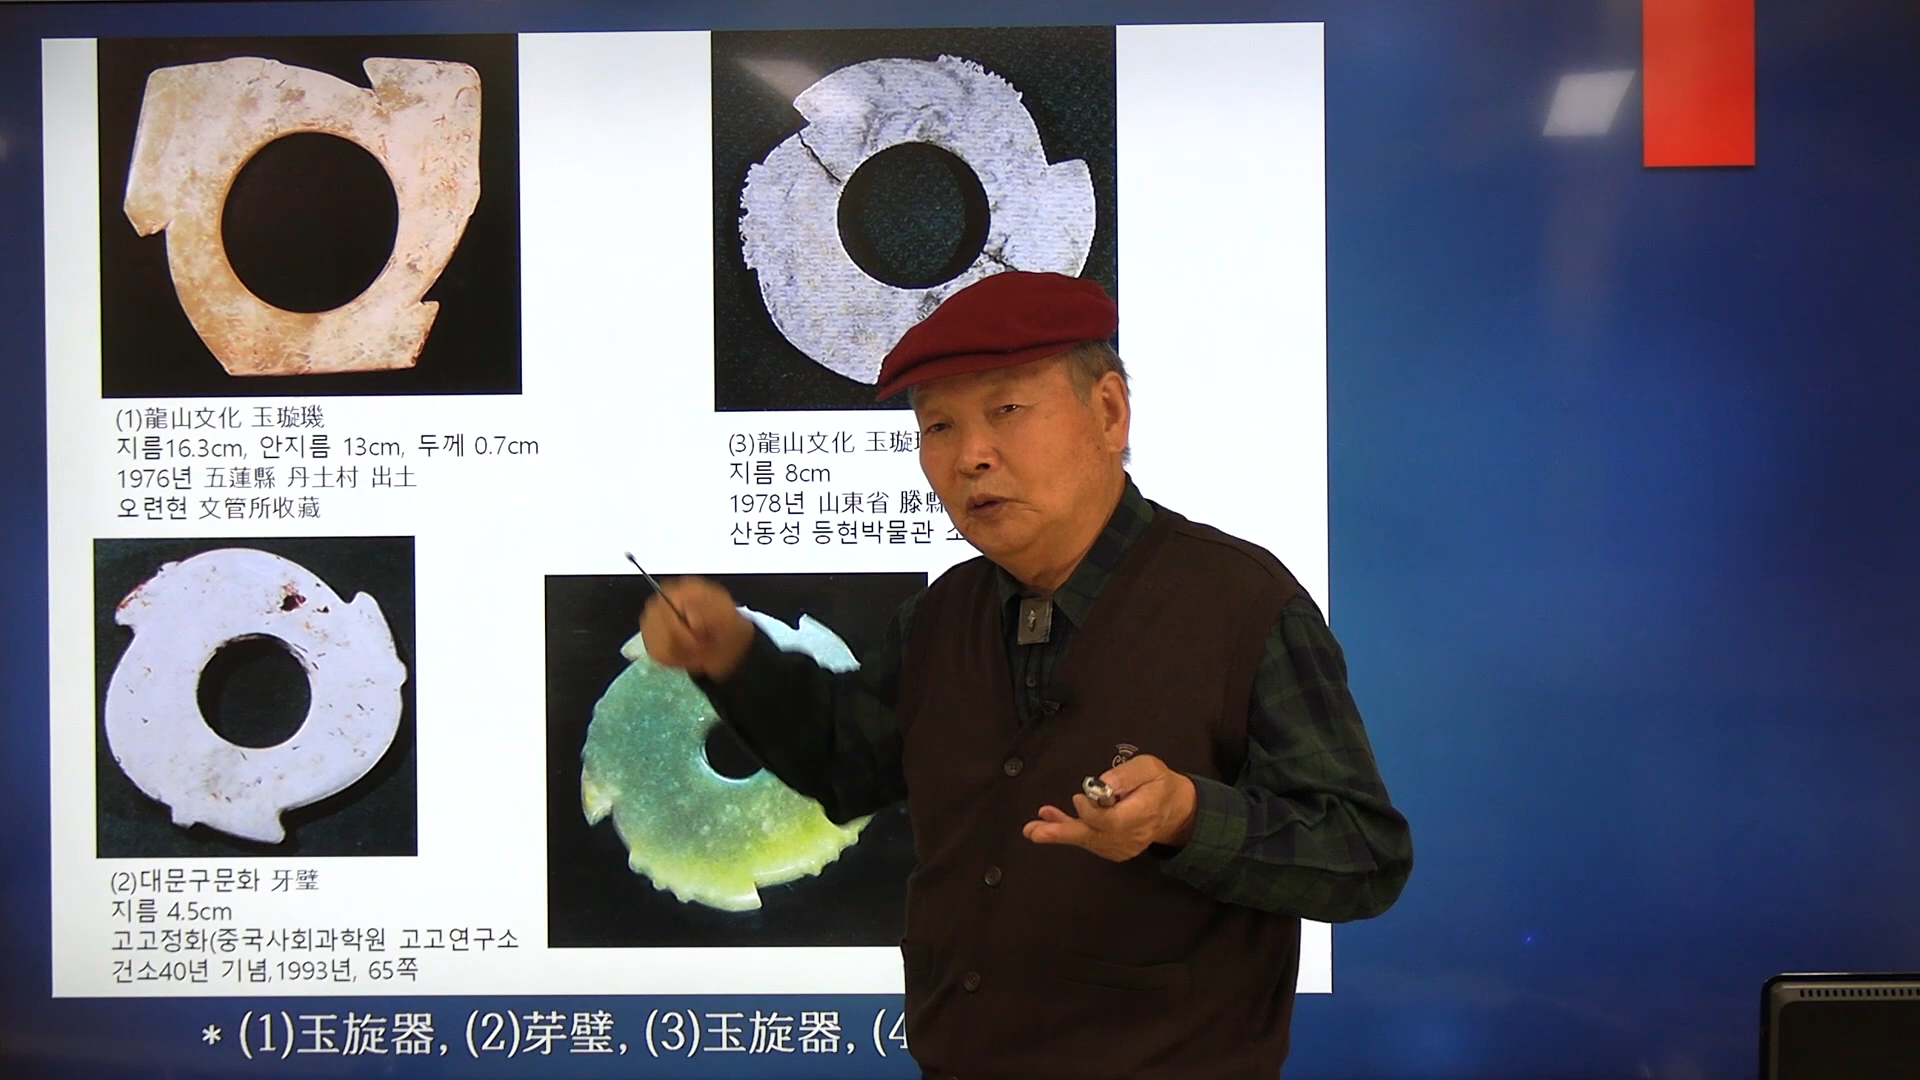 (1)龍山文化 玉璇璣
지름16.3cm, 안지름 13cm, 두께 0.7cm
1976년 五蓮縣 丹土村 出土
오련현 文管所收藏
(3)龍山文化 玉璇
지름 8cm
1978년 山東省 滕縣
산동성 등현박물관 소
(2)대문구문화 牙璧
지름 4.5cm
고고정화(중국사회과학원 고고연구소
건소40년 기념,1993년, 65쪽
* (1)玉旋器, (2)芽璧, (3)玉旋器, (4